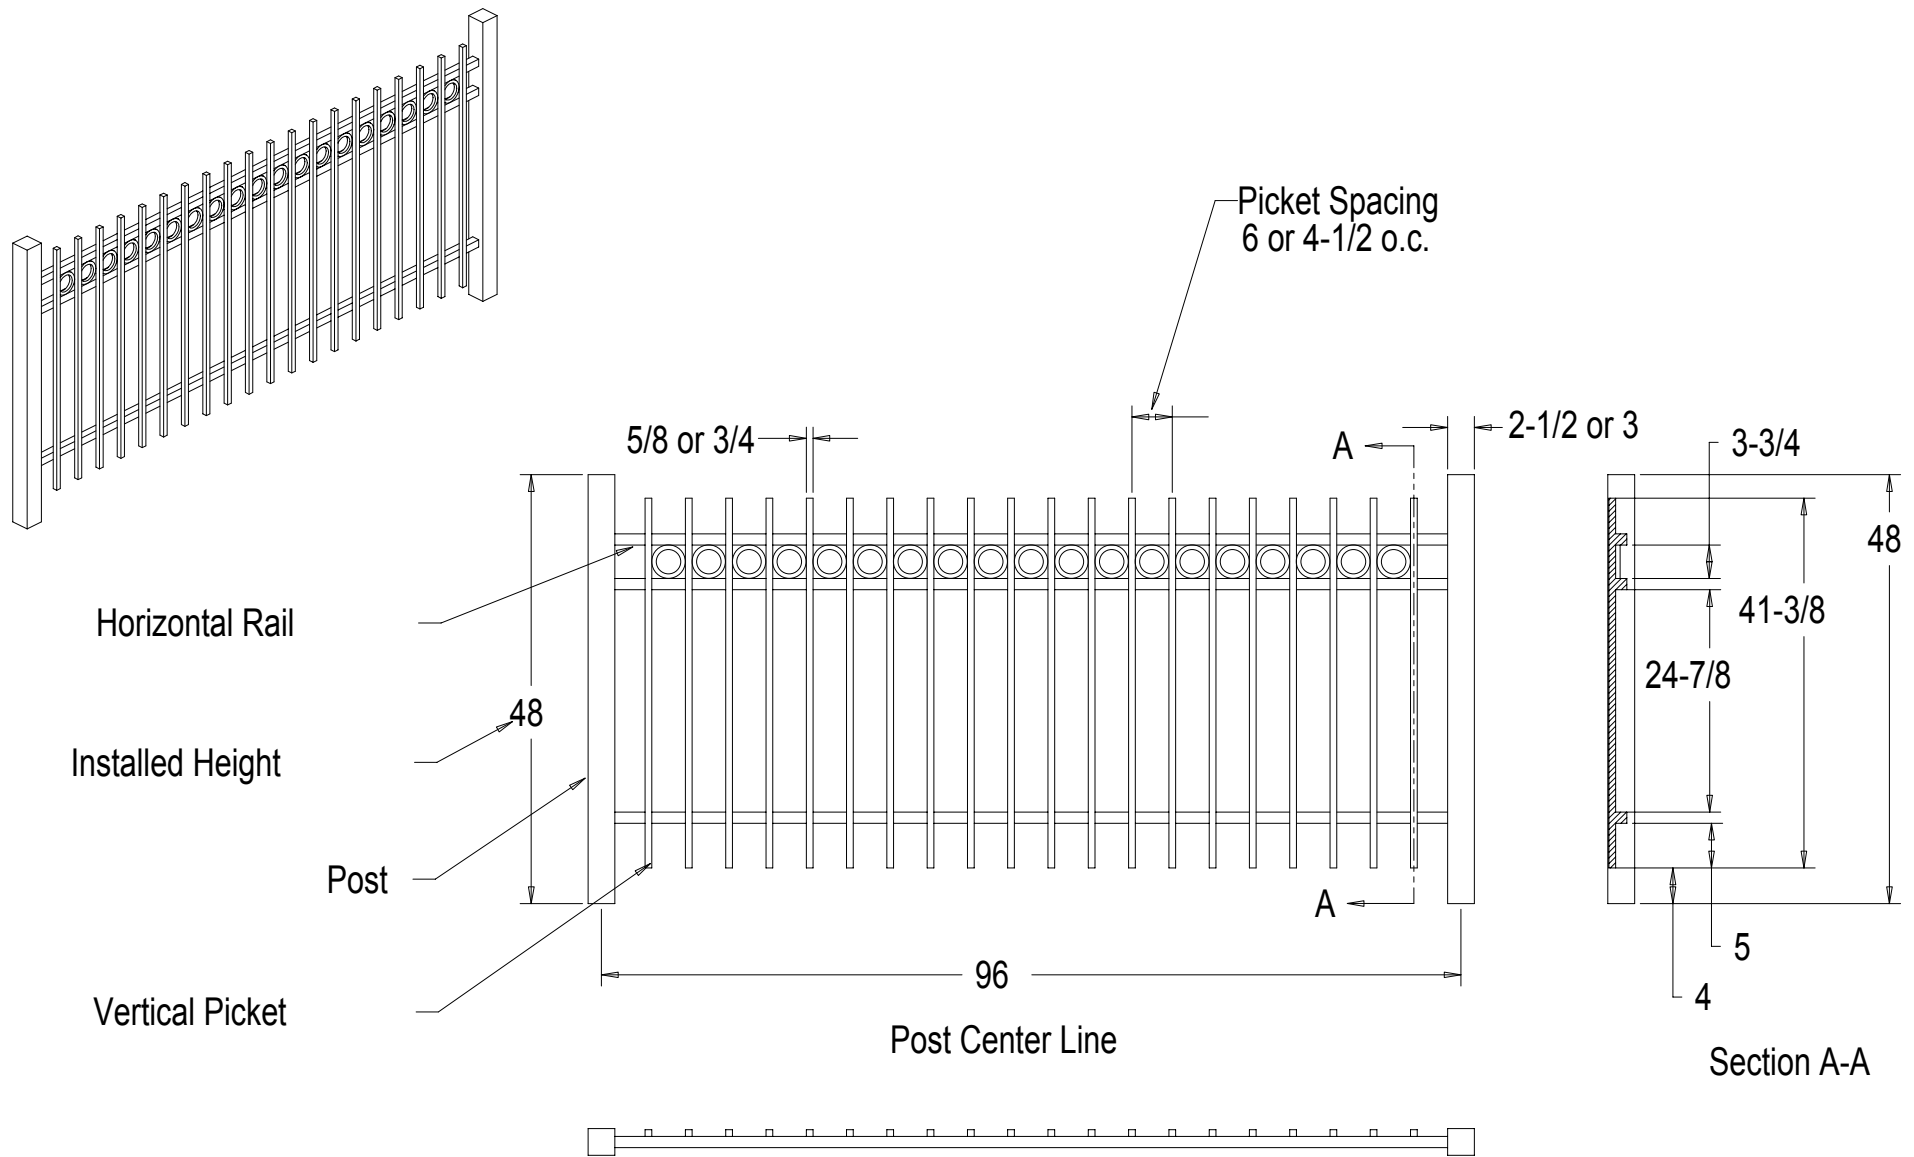 Picket Spacing
6 or 4-1/2 o.c.
5/8 or 3/4
A
2-1/2 or 3
3-3/4
48
41-3/8
Horizontal Rail
24-7/8
48
Installed Height
Post
A
5
96
4
Vertical Picket
Post Center Line
Section A-A